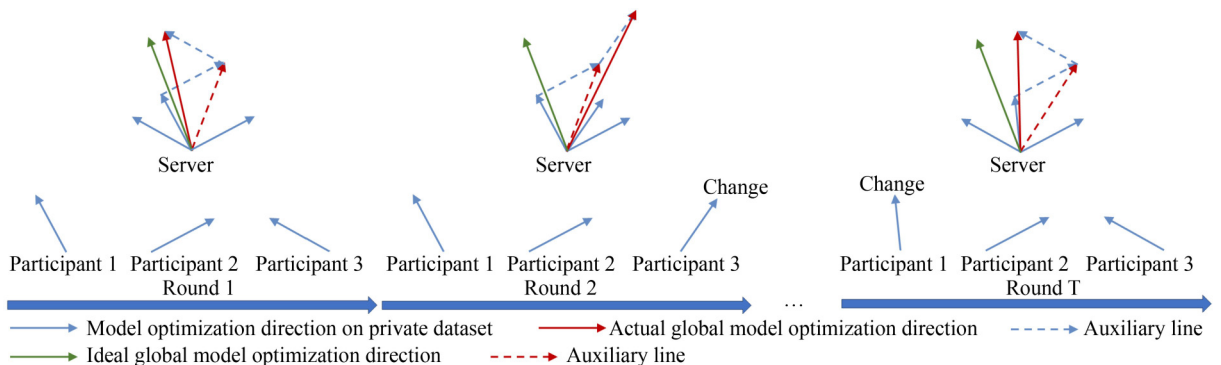 Server Server Server
Change Change
Participant 1 Participant 2 Participant 3 Participant 1 Participant 2 Participant 3 Participant 1 Participant 2 Participant 3
Round 1 Round 2 … Round T
Model optimization direction on private dataset Actual global model optimization direction Auxiliary line
Ideal global model optimization direction Auxiliary line